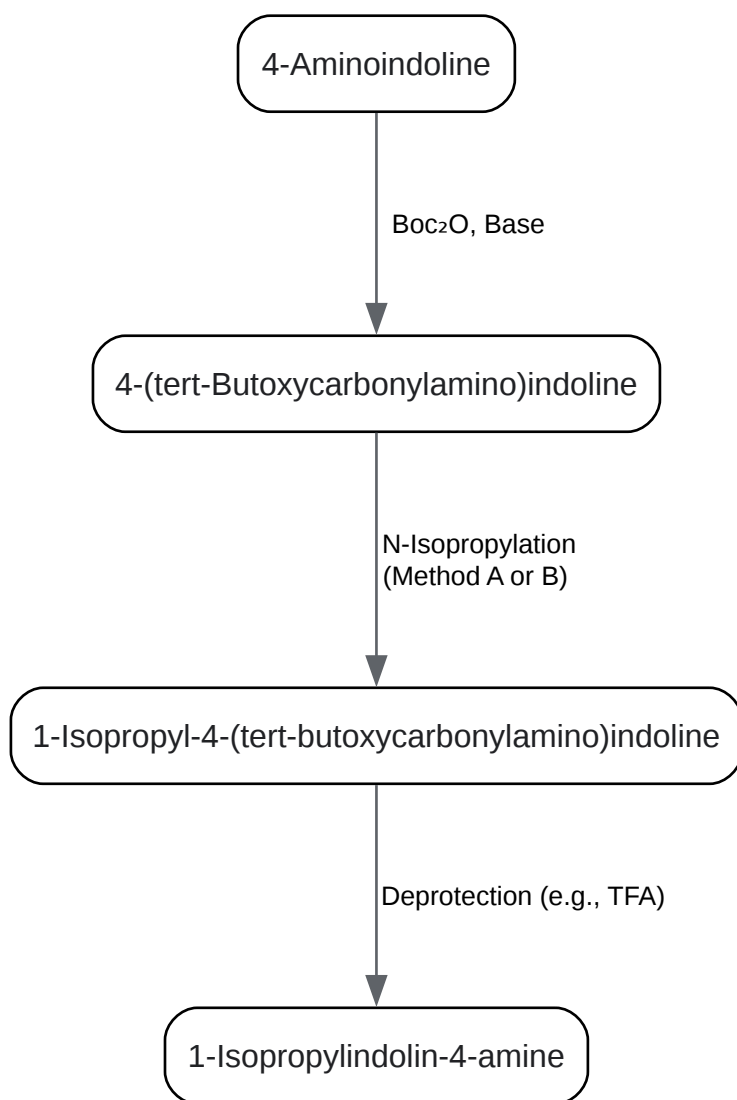 4-Aminoindoline
Boc₂O, Base
4-(tert-Butoxycarbonylamino)indoline
N-Isopropylation
(Method A or B)
1-Isopropyl-4-(tert-butoxycarbonylamino)indoline
Deprotection (e.g., TFA)
1-Isopropylindolin-4-amine